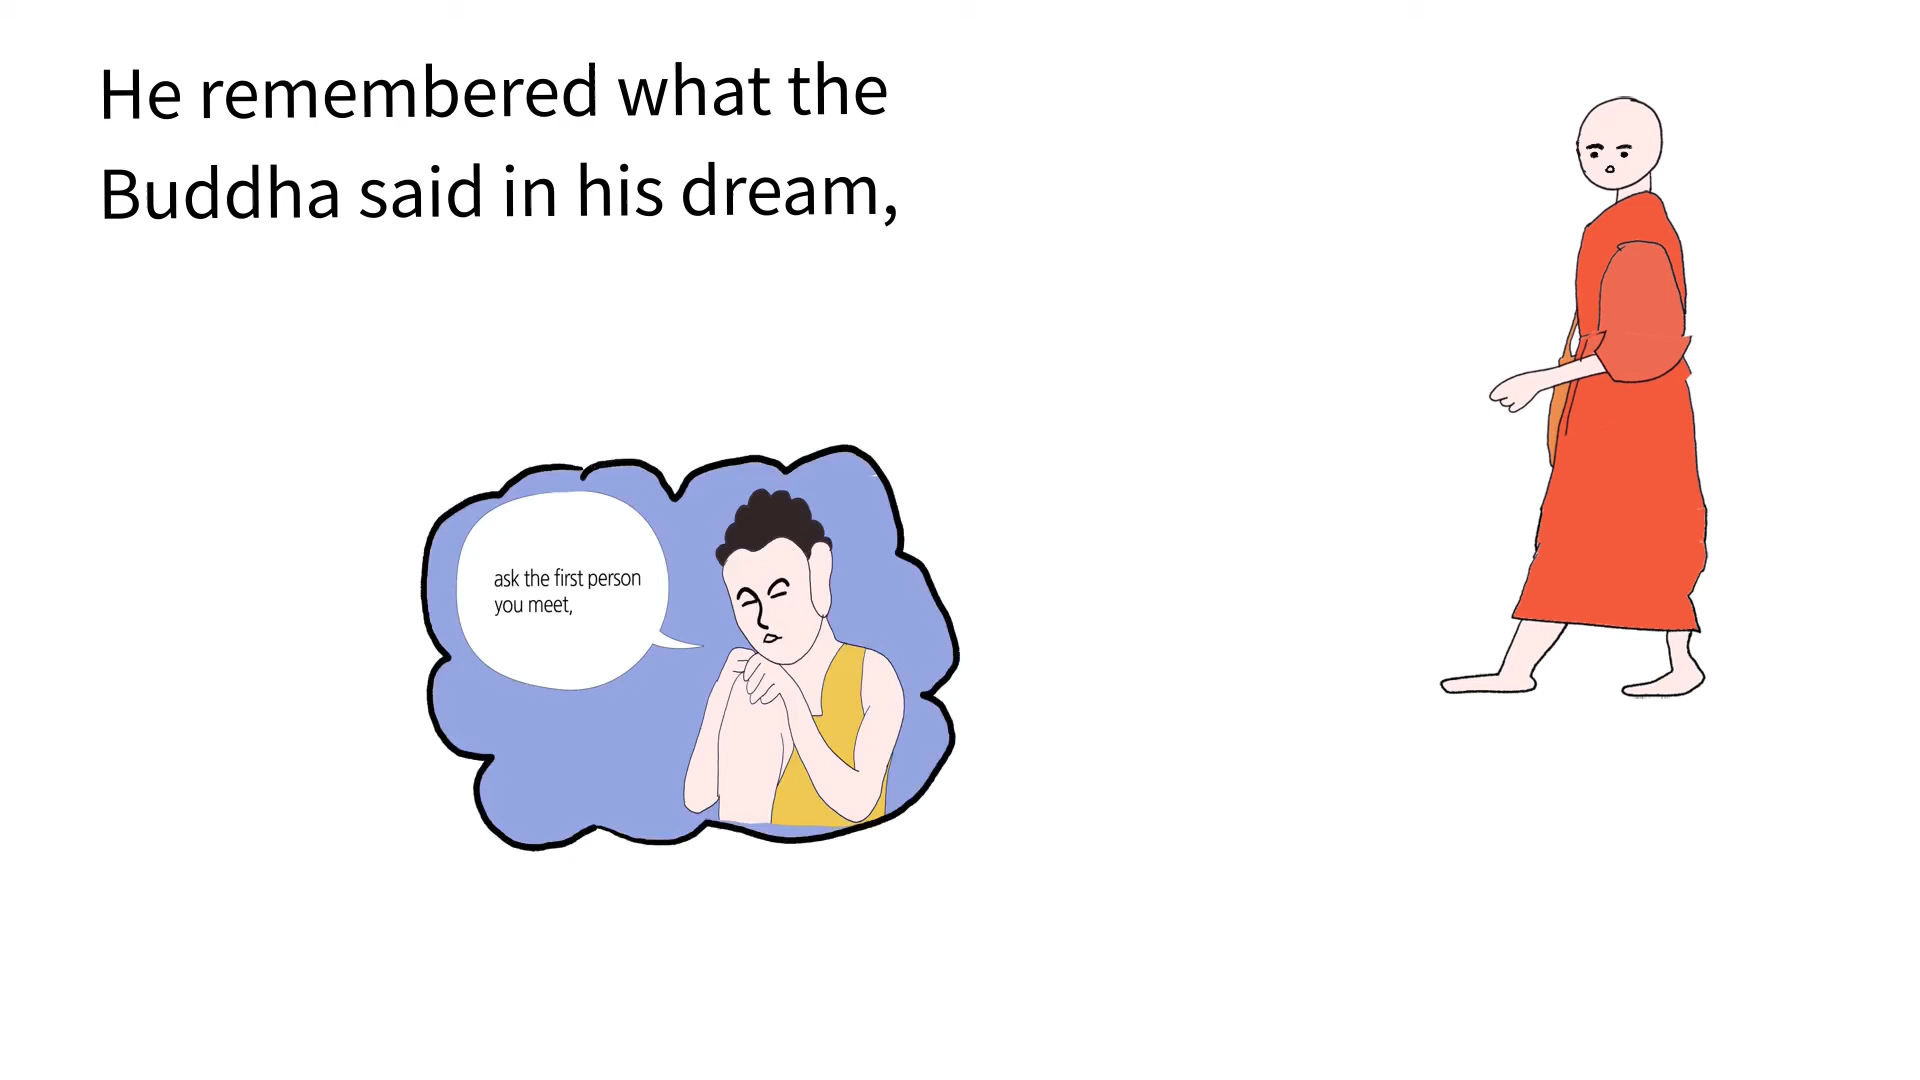 He remembered what the
Buddha said in his dream,
ask the first person
you meet,